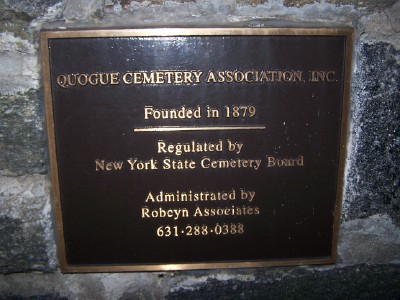 QUOGUE CEMETERY ASSOCIATION, INC.
Founded in 1879
Regulated by
New York State Cemetery Board
Administrated by
Robcyn Associates
631·288·0388